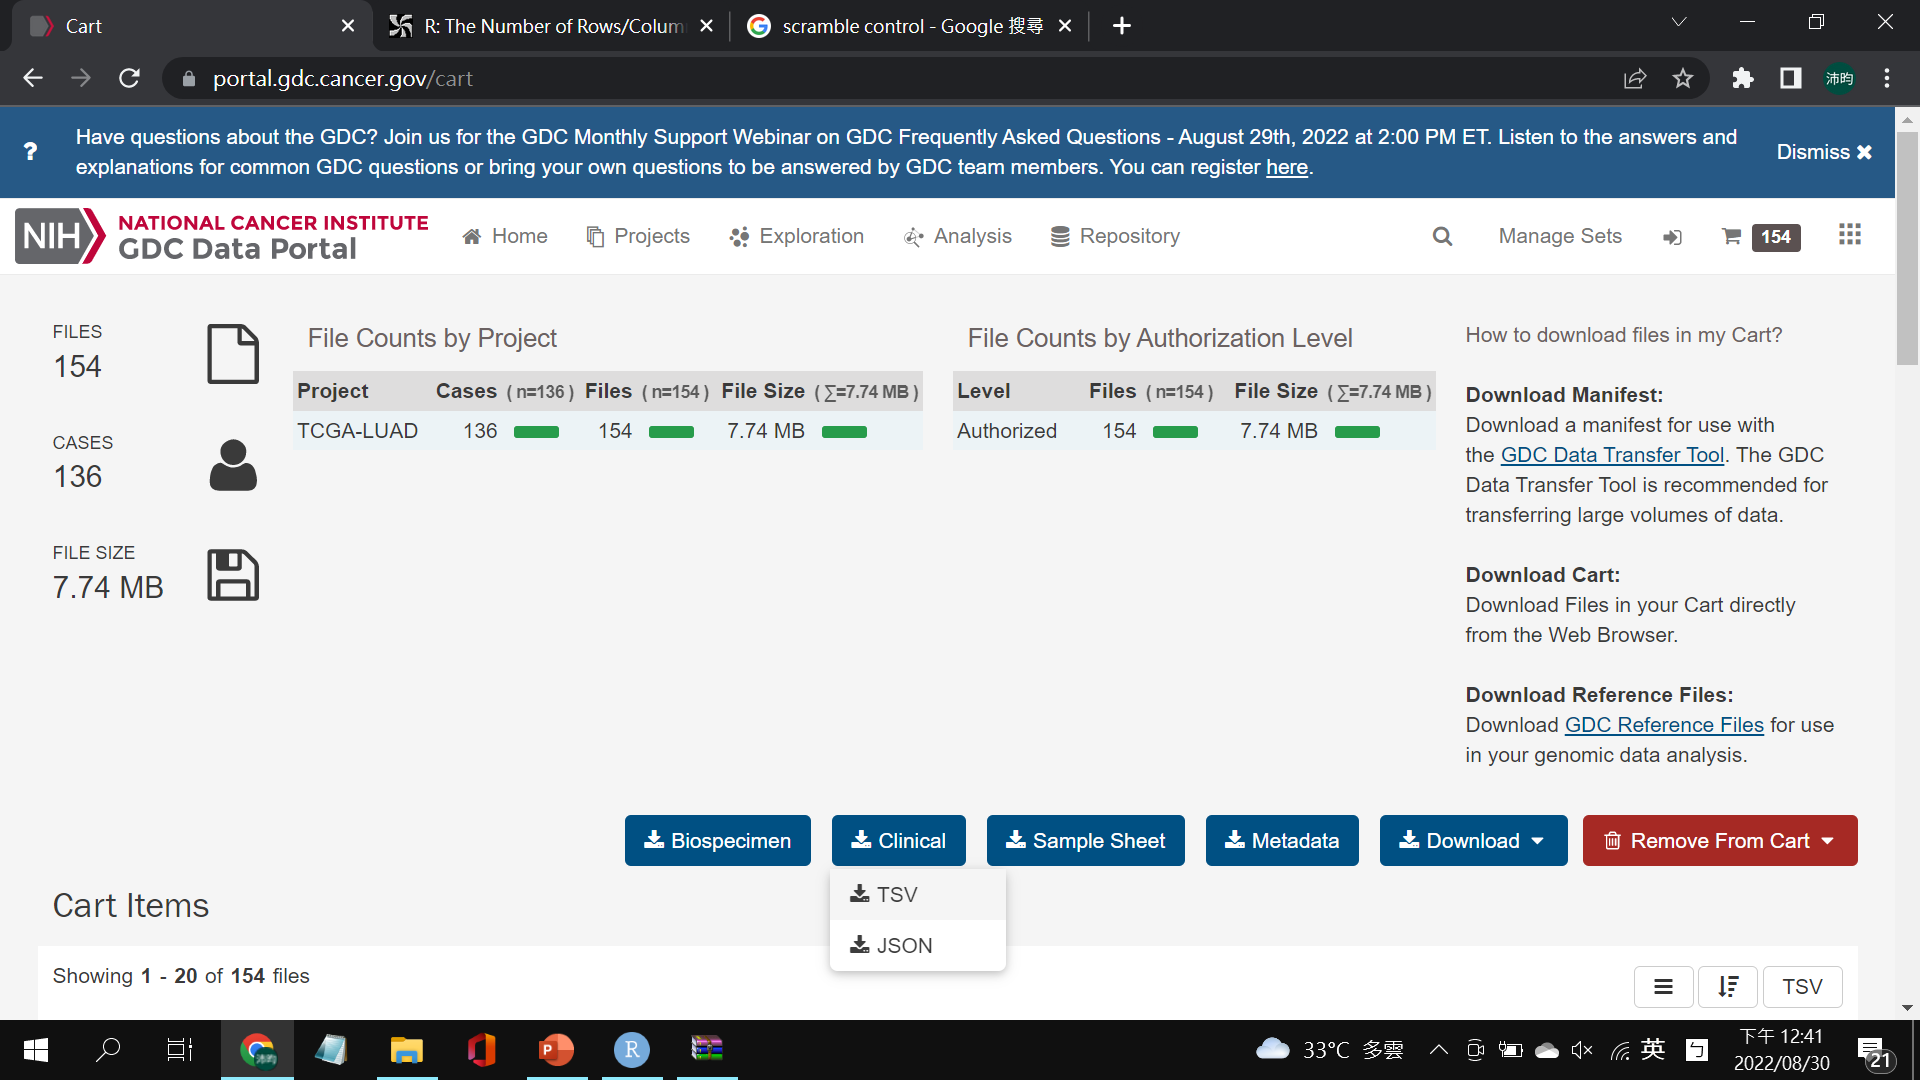 Cart
R: The Number of Rows/Colum
scramble control - Google 搜尋
portal.gdc.cancer.gov/cart
沛昀
Have questions about the GDC? Join us for the GDC Monthly Support Webinar on GDC Frequently Asked Questions - August 29th, 2022 at 2:00 PM ET. Listen to the answers and
explanations for common GDC questions or bring your own questions to be answered by GDC team members. You can register here.
Dismiss
NIH NATIONAL CANCER INSTITUTE
GDC Data Portal
Home Projects Exploration Analysis Repository
Manage Sets 154
FILES
154
CASES
136
FILE SIZE
7.74 MB
File Counts by Project
Project Cases (n=136) Files (n=154) File Size (∑=7.74 MB)
TCGA-LUAD 136 154 7.74 MB
File Counts by Authorization Level
Level Files (n=154) File Size (∑=7.74 MB)
Authorized 154 7.74 MB
How to download files in my Cart?
Download Manifest:
Download a manifest for use with
the GDC Data Transfer Tool. The GDC
Data Transfer Tool is recommended for
transferring large volumes of data.
Download Cart:
Download Files in your Cart directly
from the Web Browser.
Download Reference Files:
Download GDC Reference Files for use
in your genomic data analysis.
Biospecimen Clinical Sample Sheet Metadata Download Remove From Cart
TSV
JSON
Cart Items
Showing 1 - 20 of 154 files
TSV
33°C 多雲
英
ㄅ
下午 12:41
2022/08/30
21